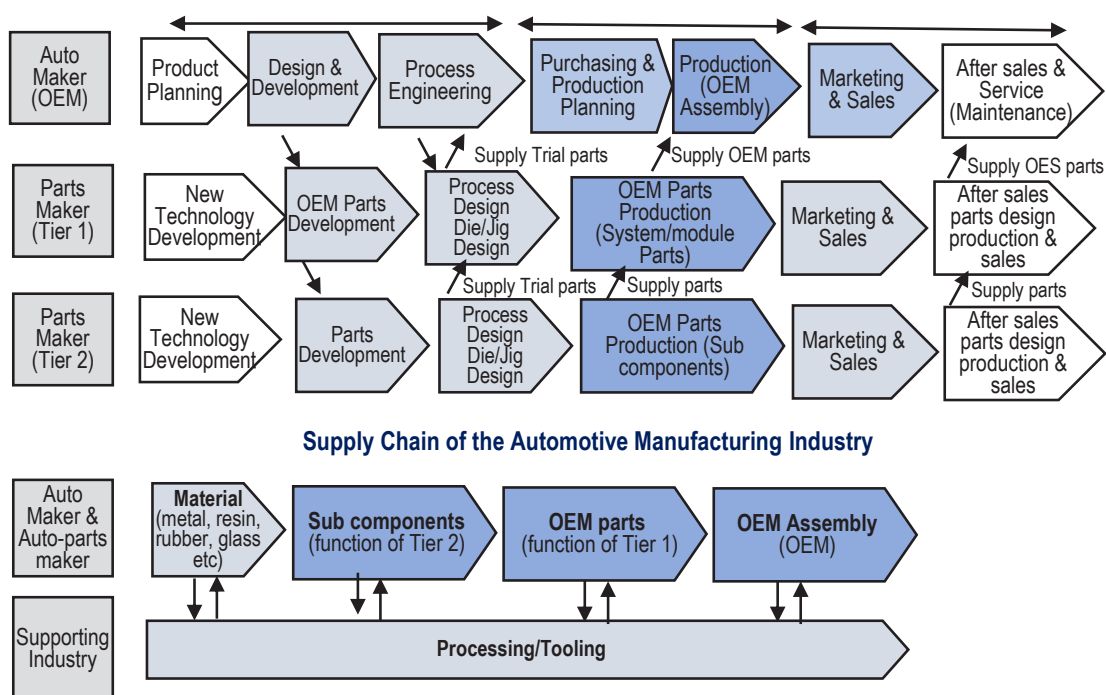 Auto
Maker
(OEM)
Product
Planning
Design &
Development
Process
Engineering
Purchasing &
Production
Planning
Production
(OEM
Assembly)
Marketing
& Sales
After sales &
Service
(Maintenance)
Supply Trial parts
Supply OEM parts
Supply OES parts
Parts
Maker
(Tier 1)
New
Technology
Development
OEM Parts
Development
Process
Design
Die/Jig
Design
OEM Parts
Production
(System/module
Parts)
Marketing &
Sales
After sales
parts design
production &
sales
Supply Trial parts
Supply parts
Supply parts
Parts
Maker
(Tier 2)
New
Technology
Development
Parts
Development
Process
Design
Die/Jig
Design
OEM Parts
Production (Sub
components)
Marketing &
Sales
After sales
parts design
production &
sales
Supply Chain of the Automotive Manufacturing Industry
Auto
Maker &
Auto-parts
maker
Material
(metal, resin,
rubber, glass
etc)
Sub components
(function of Tier 2)
OEM parts
(function of Tier 1)
OEM Assembly
(OEM)
Supporting
Industry
Processing/Tooling